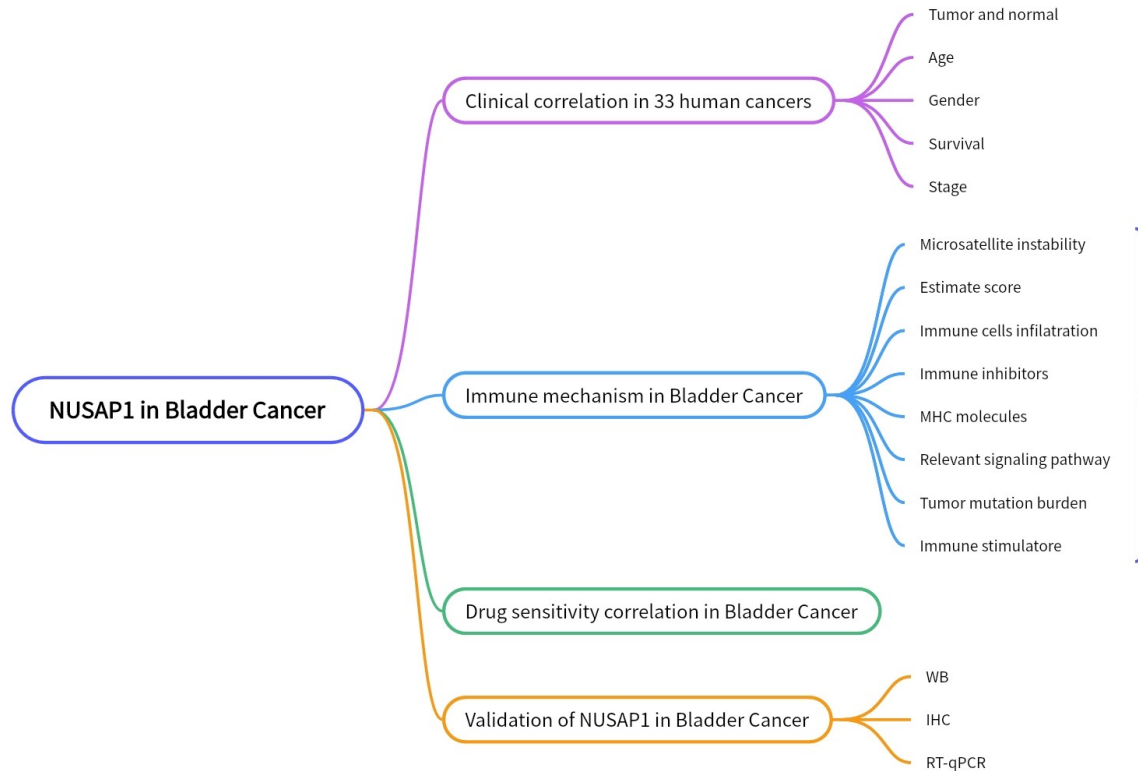 NUSAP1 in Bladder Cancer
Clinical correlation in 33 human cancers
Tumor and normal
Age
Gender
Survival
Stage
Immune mechanism in Bladder Cancer
Microsatellite instability
Estimate score
Immune cells infilatration
Immune inhibitors
MHC molecules
Relevant signaling pathway
Tumor mutation burden
Immune stimulatore
Drug sensitivity correlation in Bladder Cancer
Validation of NUSAP1 in Bladder Cancer
WB
IHC
RT-qPCR